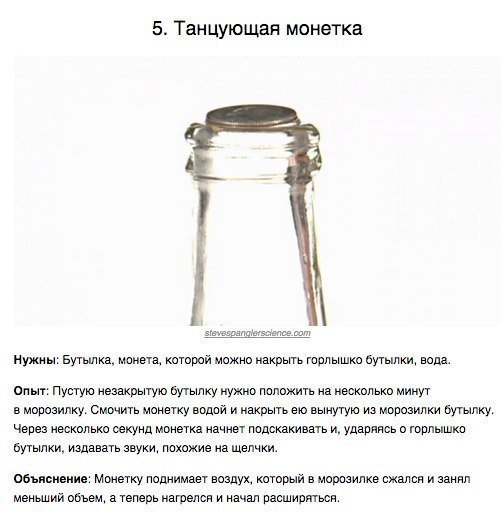 5. Танцующая монетка
stevespanglerscience.com
Нужны: Бутылка, монета, которой можно накрыть горлышко бутылки, вода.
Опыт: Пустую незакрытую бутылку нужно положить на несколько минут
в морозилку. Смочить монетку водой и накрыть ею вынутую из морозилки бутылку.
Через несколько секунд монетка начнет подскакивать и, ударяясь о горлышко
бутылки, издавать звуки, похожие на щелчки.
Объяснение: Монетку поднимает воздух, который в морозилке сжался и занял
меньший объем, а теперь нагрелся и начал расширяться.